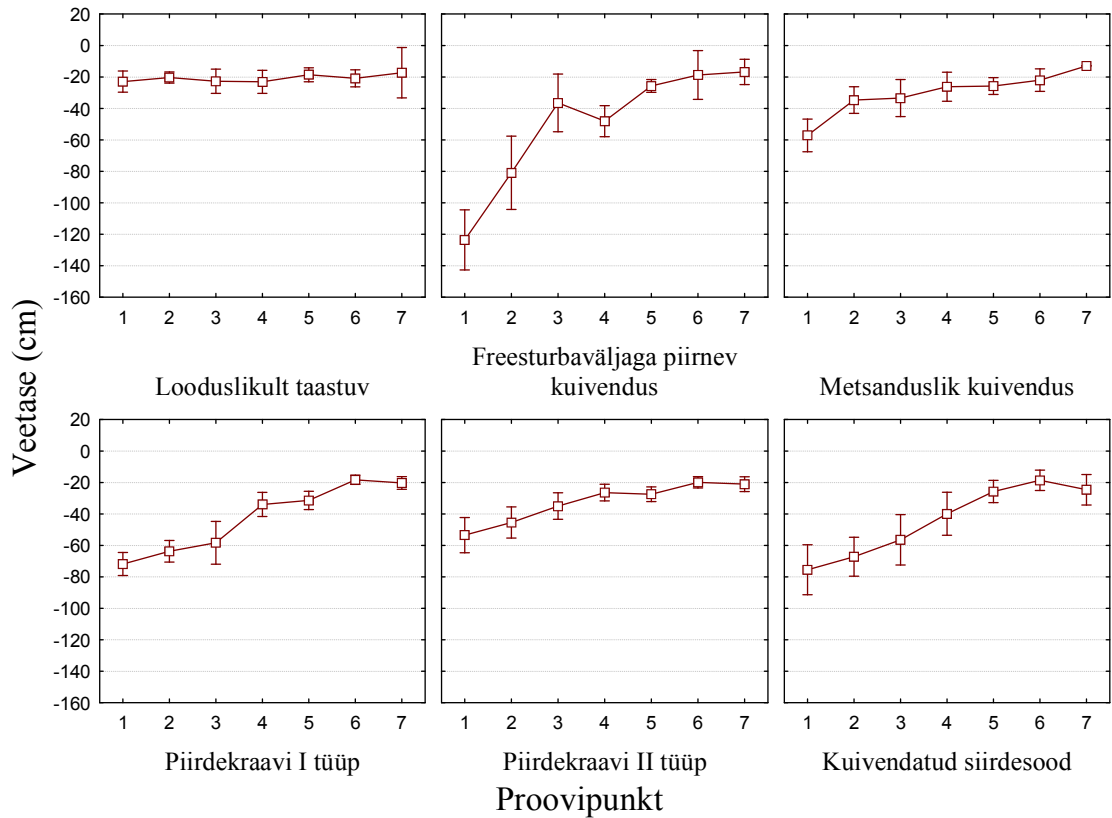 20
0
-20
-40
-60
-80
-100
-120
-140
-160
1 2 3 4 5 6 7
1 2 3 4 5 6 7
1 2 3 4 5 6 7
Looduslikult taastuv
Freesturbaväljaga piirnev
kuivendus
Metsanduslik kuivendus
Veetase (cm)
20
0
-20
-40
-60
-80
-100
-120
-140
-160
1 2 3 4 5 6 7
1 2 3 4 5 6 7
1 2 3 4 5 6 7
Piirdekraavi I tüüp
Piirdekraavi II tüüp
Kuivendatud siirdesood
Proovipunkt